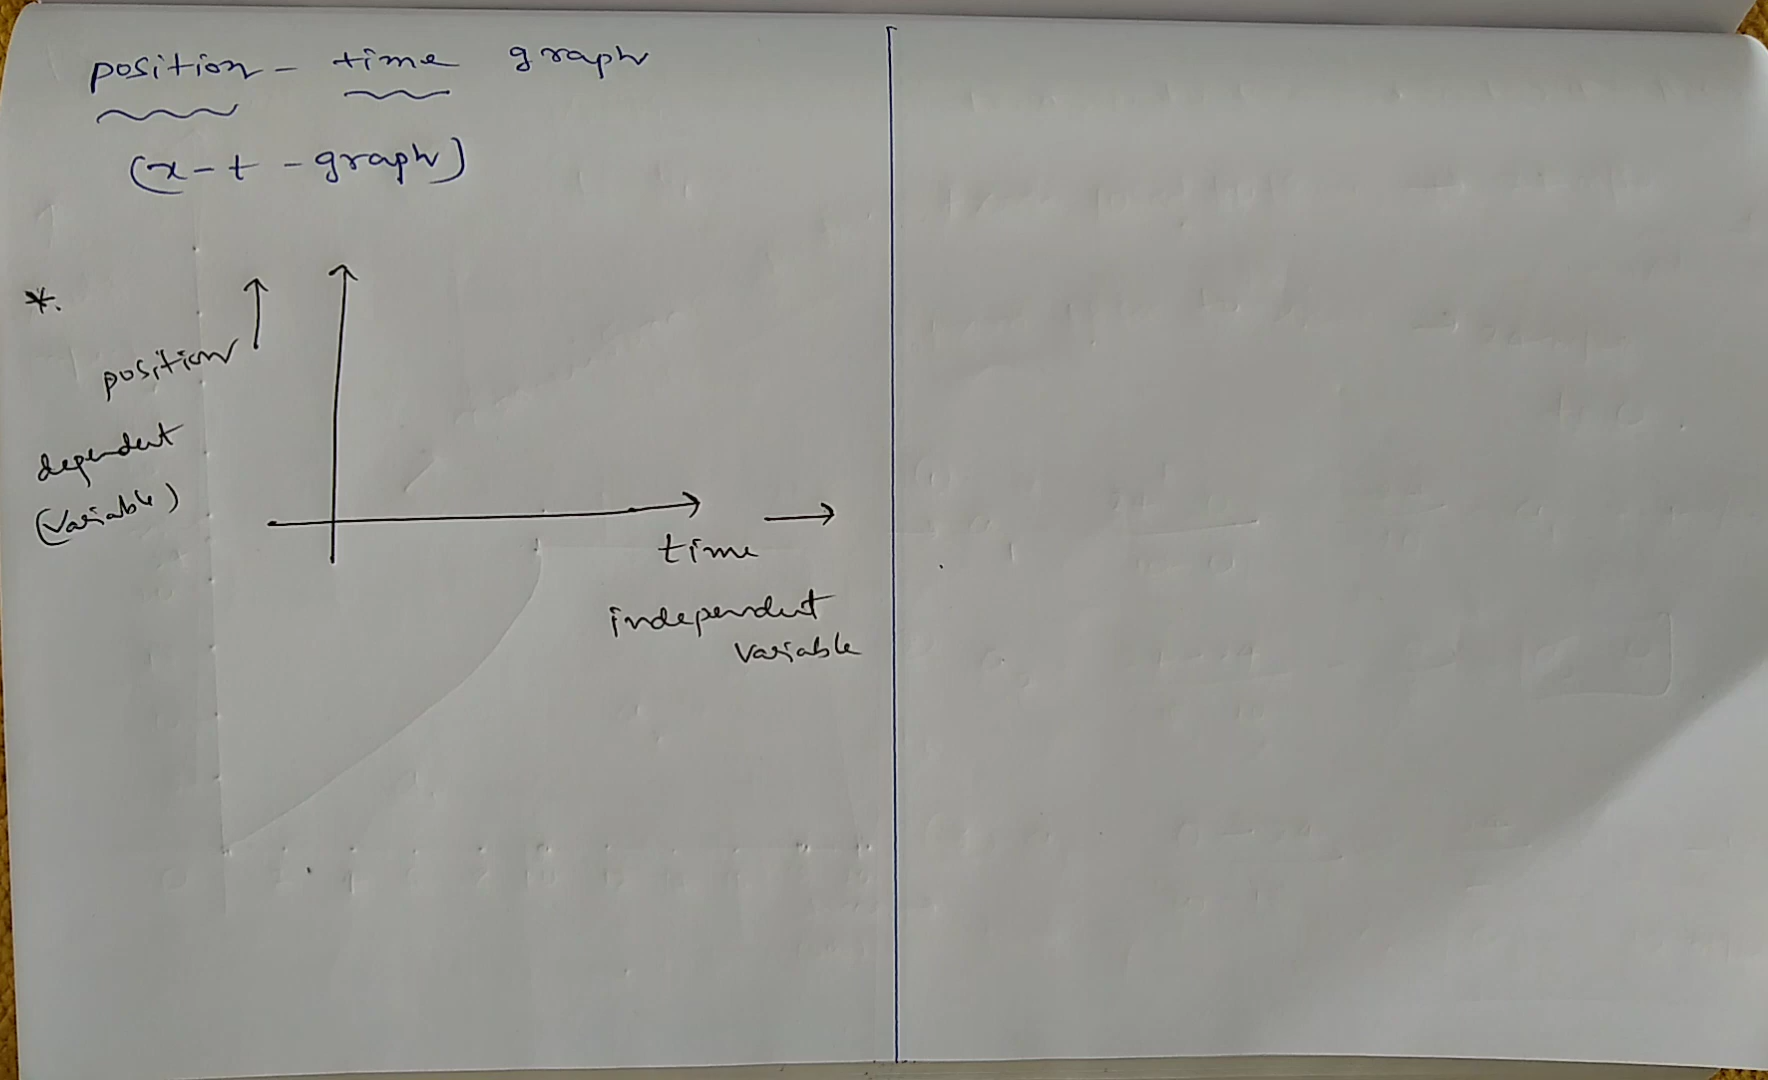 position - time graph
(x-t-graph)
*.
position
dependent
(variable)
time
independent
variable